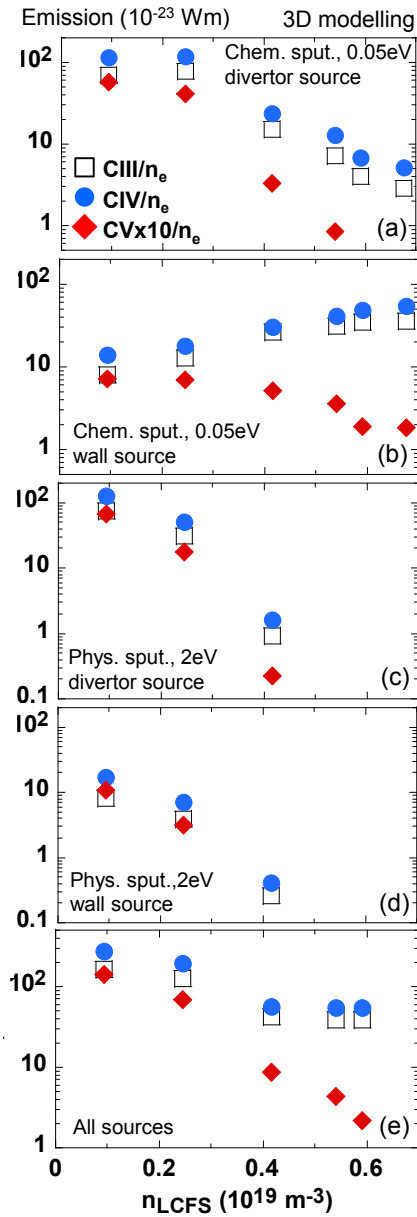 Emission (10-23 Wm) 3D modelling
10²
Chem. sput., 0.05eV
divertor source
10
CIII/ne
CIV/ne
CVx10/ne
1
(a)
10²
10
Chem. sput., 0.05eV
wall source
1
(b)
10²
10
1
Phys. sput., 2eV
divertor source
(c)
0.1
10²
10
1
Phys. sput.,2eV
wall source
(d)
0.1
10²
10
All sources
(e)
1
0 0.2 0.4 0.6
nLCFS (10¹⁹ m⁻³)